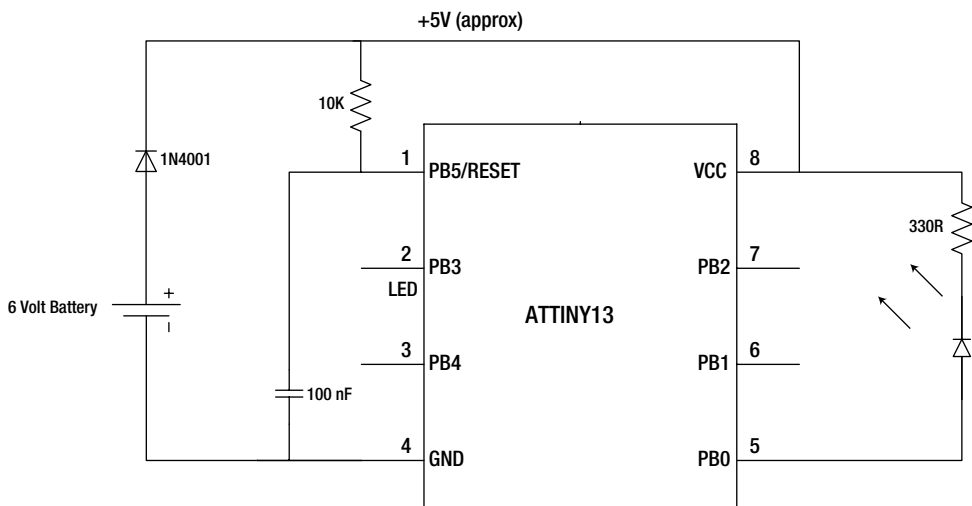 +5V (approx)
10K
1N4001
1
PB5/RESET
VCC
8
330R
2
PB3
LED
PB2
7
+
6 Volt Battery
–
ATTINY13
3
PB4
PB1
6
100 nF
4
GND
PB0
5